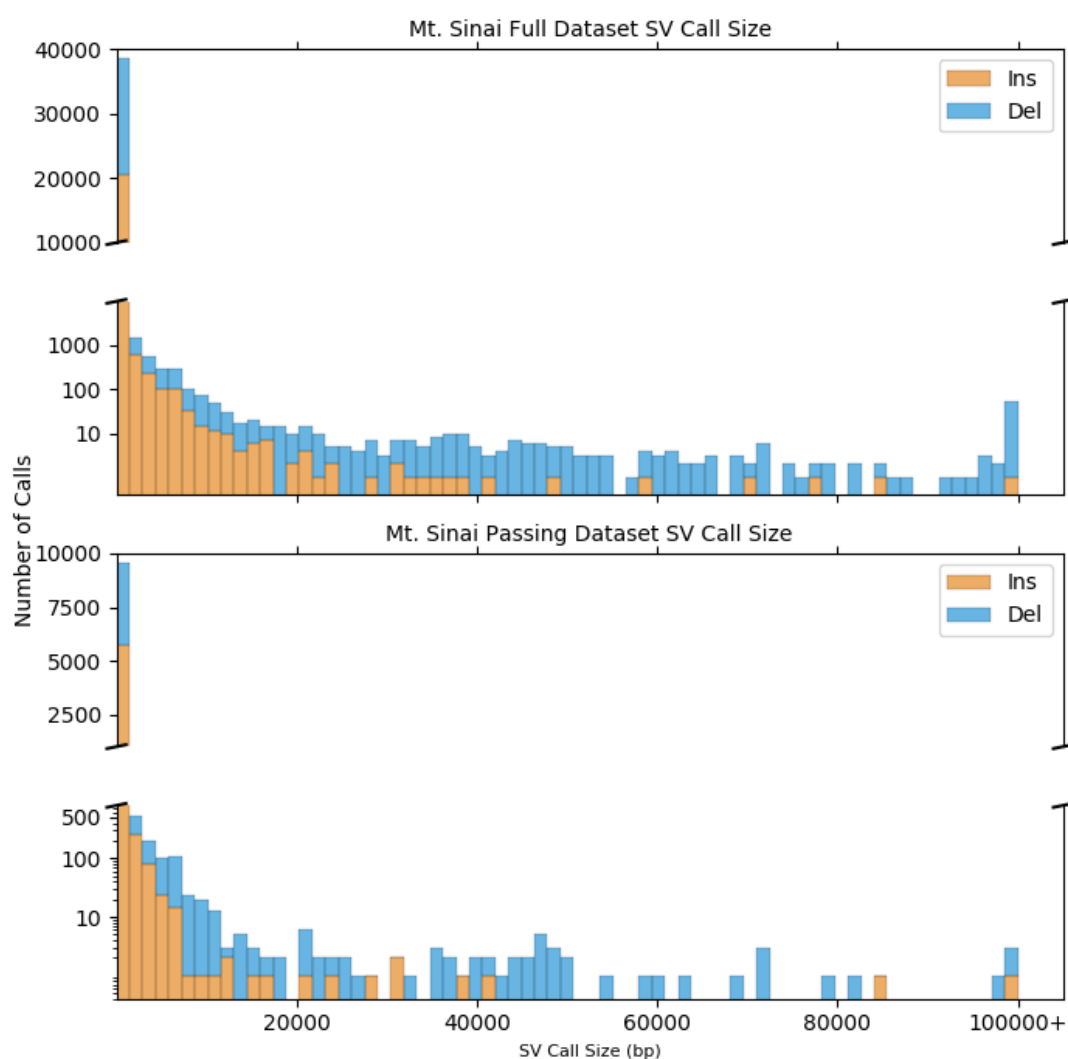 Mt. Sinai Full Dataset SV Call Size
40000
30000
20000
10000
1000
100
10
Ins
Del
Number of Calls
Mt. Sinai Passing Dataset SV Call Size
10000
7500
5000
2500
500
100
10
Ins
Del
20000 40000 60000 80000 100000+
SV Call Size (bp)